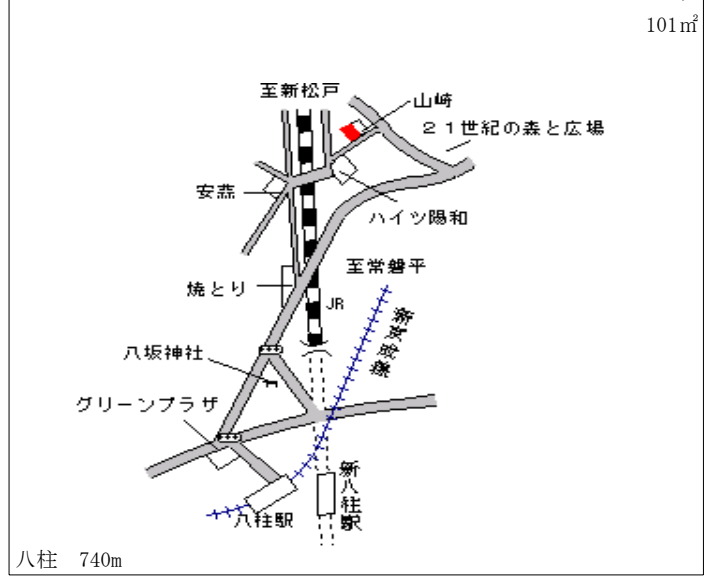 101㎡
至新松戸
山崎
21世紀の森と広場
安燕
ハイツ陽和
至常磐平
焼とり
JR
新京成線
八坂神社
グリーンプラザ
新八柱駅
八柱駅
八柱 740m